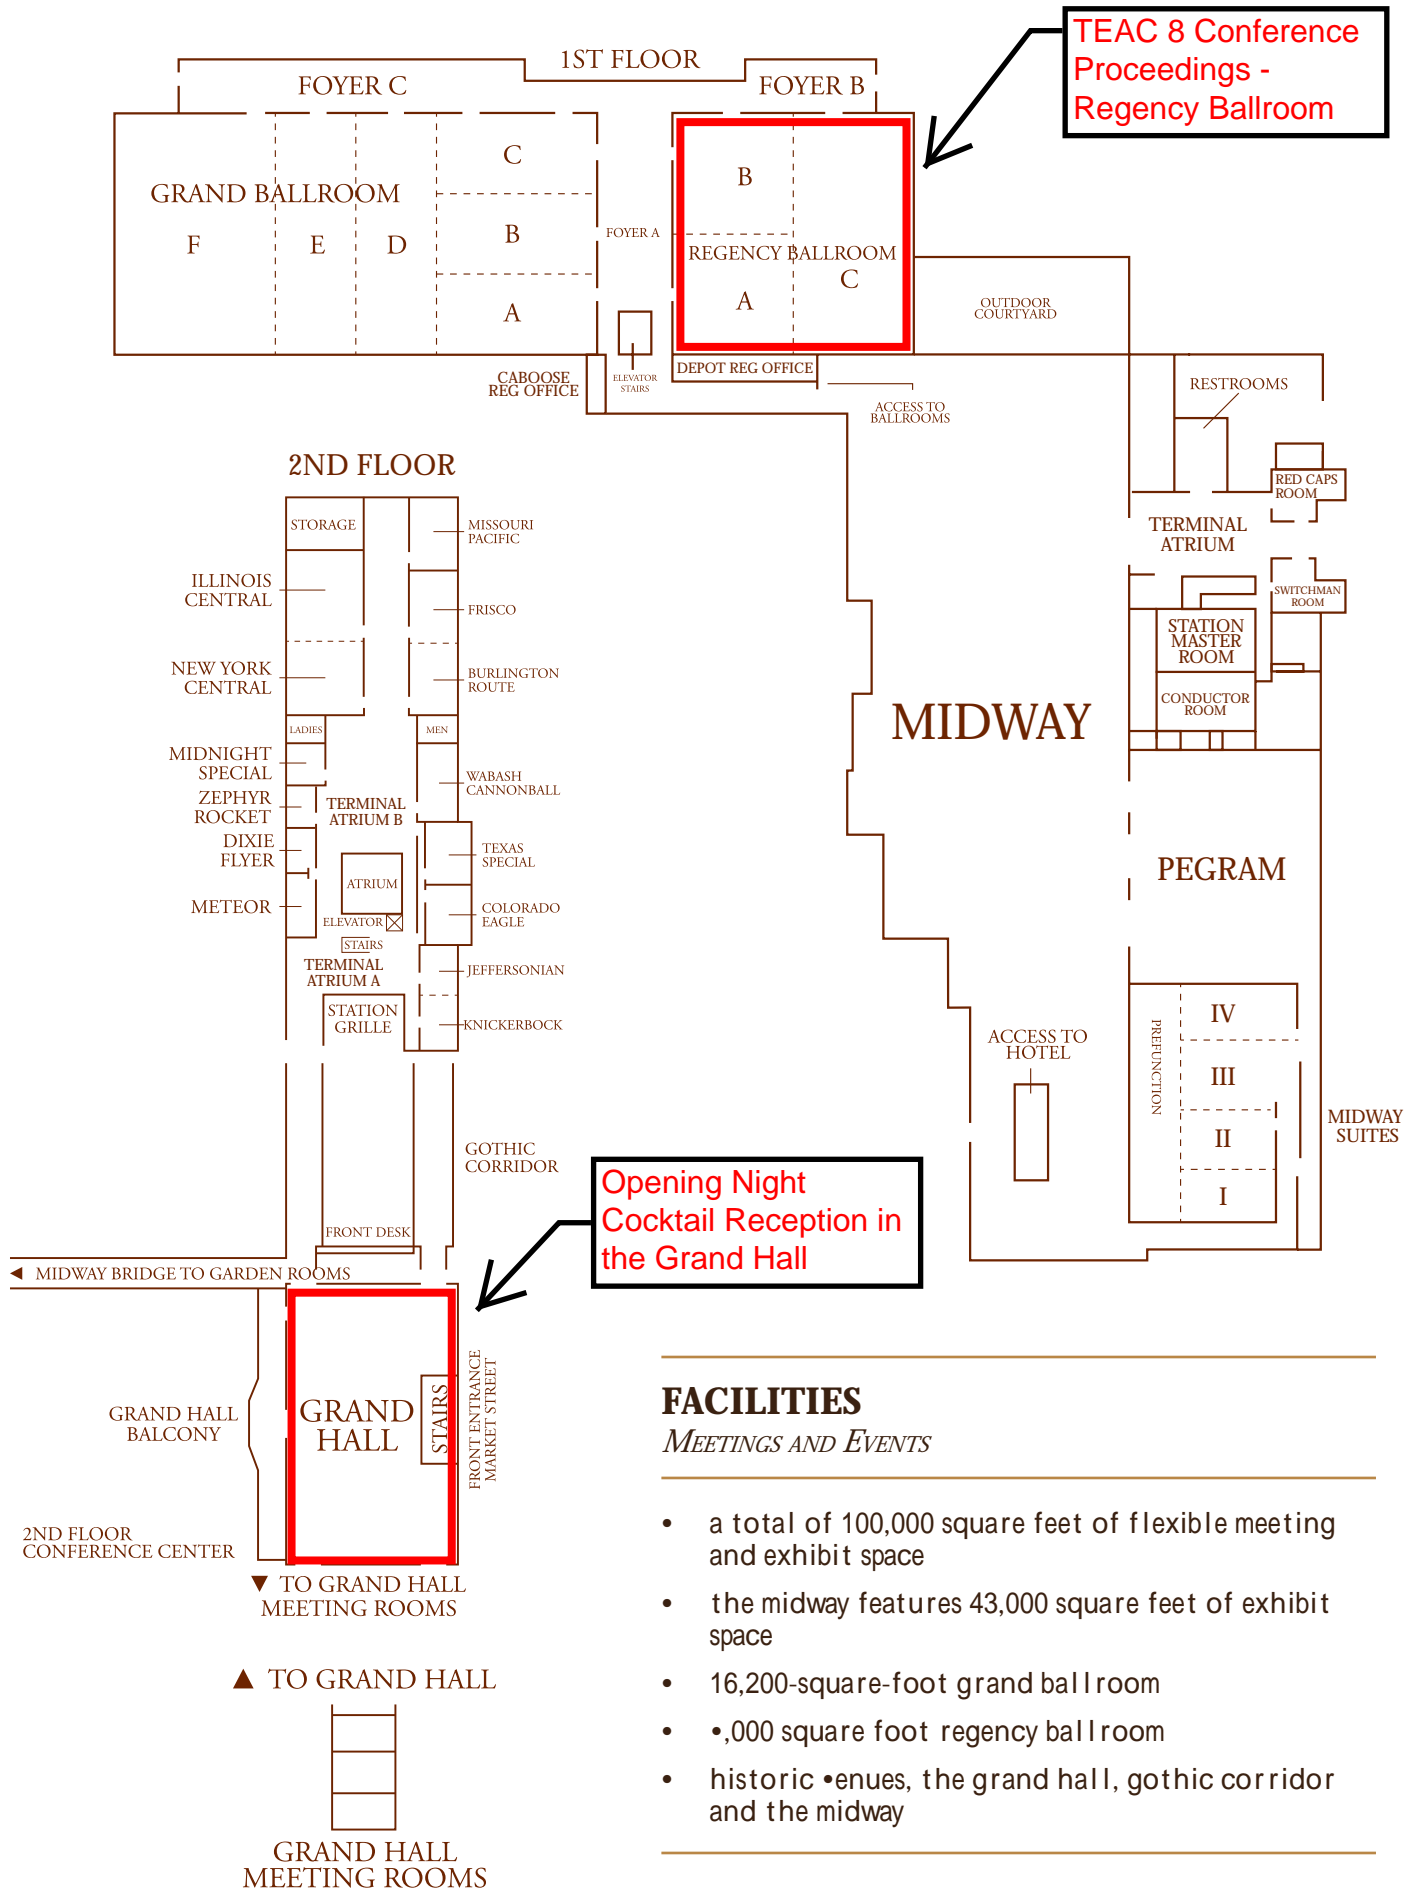 TEAC 8 Conference
Proceedings -
Regency Ballroom
1ST FLOOR
FOYER C
FOYER B
GRAND BALLROOM
F
E
D
C
B
A
FOYER A
B
REGENCY BALLROOM
A
C
OUTDOOR
COURTYARD
CABOOSE
REG OFFICE
ELEVATOR
STAIRS
DEPOT REG OFFICE
ACCESS TO
BALLROOMS
RESTROOMS
RED CAPS
ROOM
TERMINAL
ATRIUM
SWITCHMAN
ROOM
STATION
MASTER
ROOM
CONDUCTOR
ROOM
MIDWAY
PEGRAM
PREFUNCTION
IV
III
II
I
MIDWAY
SUITES
ACCESS TO
HOTEL
2ND FLOOR
STORAGE
MISSOURI
PACIFIC
ILLINOIS
CENTRAL
FRISCO
NEW YORK
CENTRAL
BURLINGTON
ROUTE
LADIES
MEN
MIDNIGHT
SPECIAL
WABASH
CANNONBALL
ZEPHYR
ROCKET
TERMINAL
ATRIUM B
DIXIE
FLYER
TEXAS
SPECIAL
ATRIUM
METEOR
COLORADO
EAGLE
ELEVATOR
STAIRS
TERMINAL
ATRIUM A
JEFFERSONIAN
STATION
GRILLE
KNICKERBOCK
GOTHIC
CORRIDOR
Opening Night
Cocktail Reception in
the Grand Hall
FRONT DESK
◄ MIDWAY BRIDGE TO GARDEN ROOMS
GRAND HALL
BALCONY
GRAND
HALL
STAIRS
FRONT ENTRANCE
MARKET STREET
2ND FLOOR
CONFERENCE CENTER
▼ TO GRAND HALL
MEETING ROOMS
▲ TO GRAND HALL
GRAND HALL
MEETING ROOMS
FACILITIES
MEETINGS AND EVENTS
• a total of 100,000 square feet of flexible meeting
and exhibit space
• the midway features 43,000 square feet of exhibit
space
• 16,200-square-foot grand ballroom
• •,000 square foot regency ballroom
• historic •enues, the grand hall, gothic corridor
and the midway